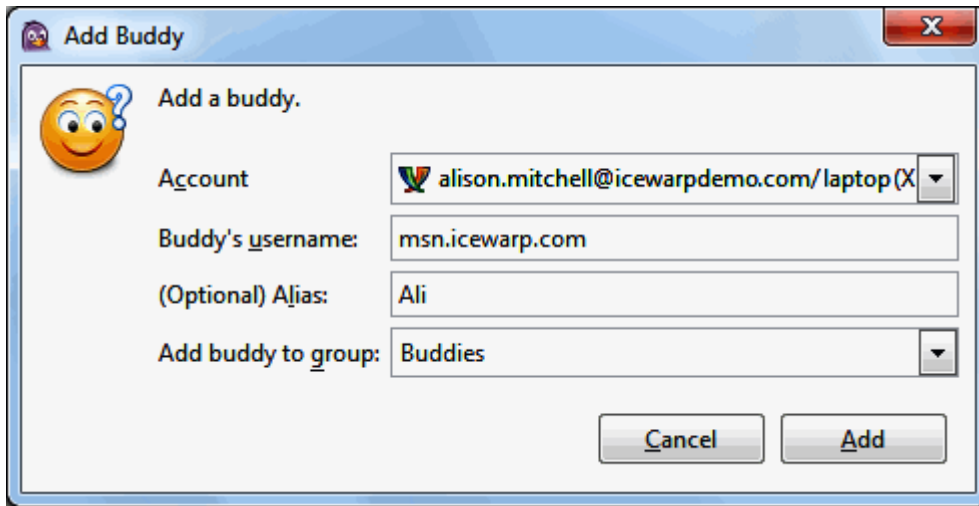 Add Buddy
Add a buddy.
Account alison.mitchell@icewarpdemo.com/laptop(X
Buddy's username: msn.icewarp.com
(Optional) Alias: Ali
Add buddy to group: Buddies
Cancel Add